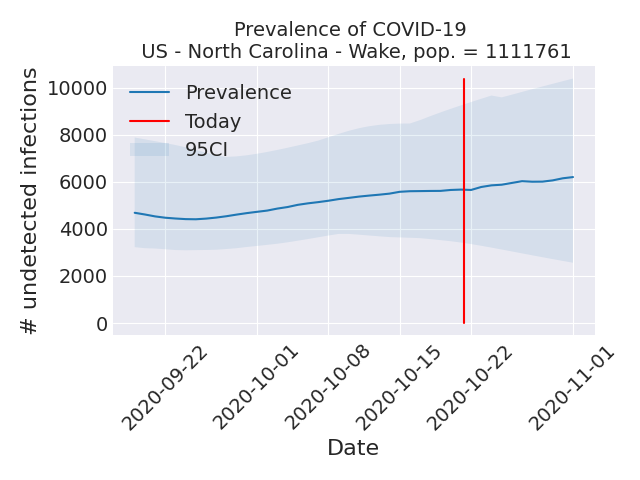 Prevalence of COVID-19
US - North Carolina - Wake, pop. = 1111761
# undetected infections
10000
8000
6000
4000
2000
0
Prevalence
Today
95CI
2020-09-22
2020-10-01
2020-10-08
2020-10-15
2020-10-22
2020-11-01
Date